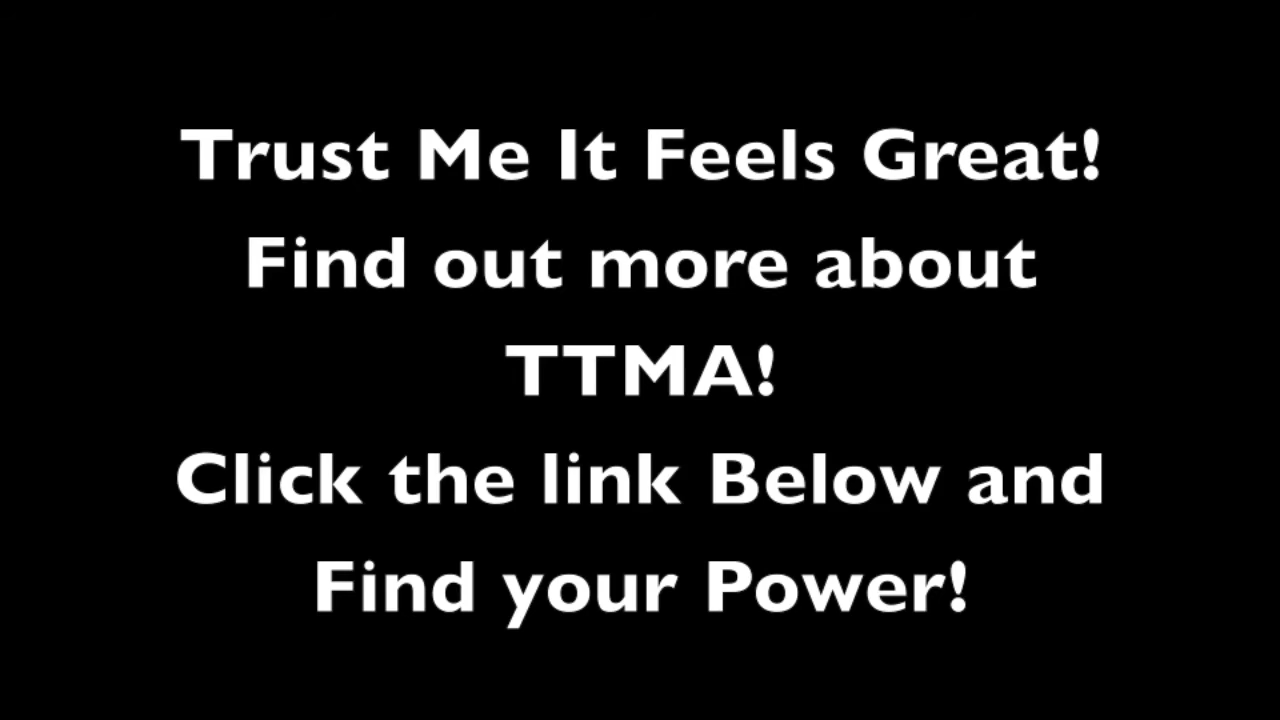 Trust Me It Feels Great!
Find out more about
TTMA!
Click the link Below and
Find your Power!